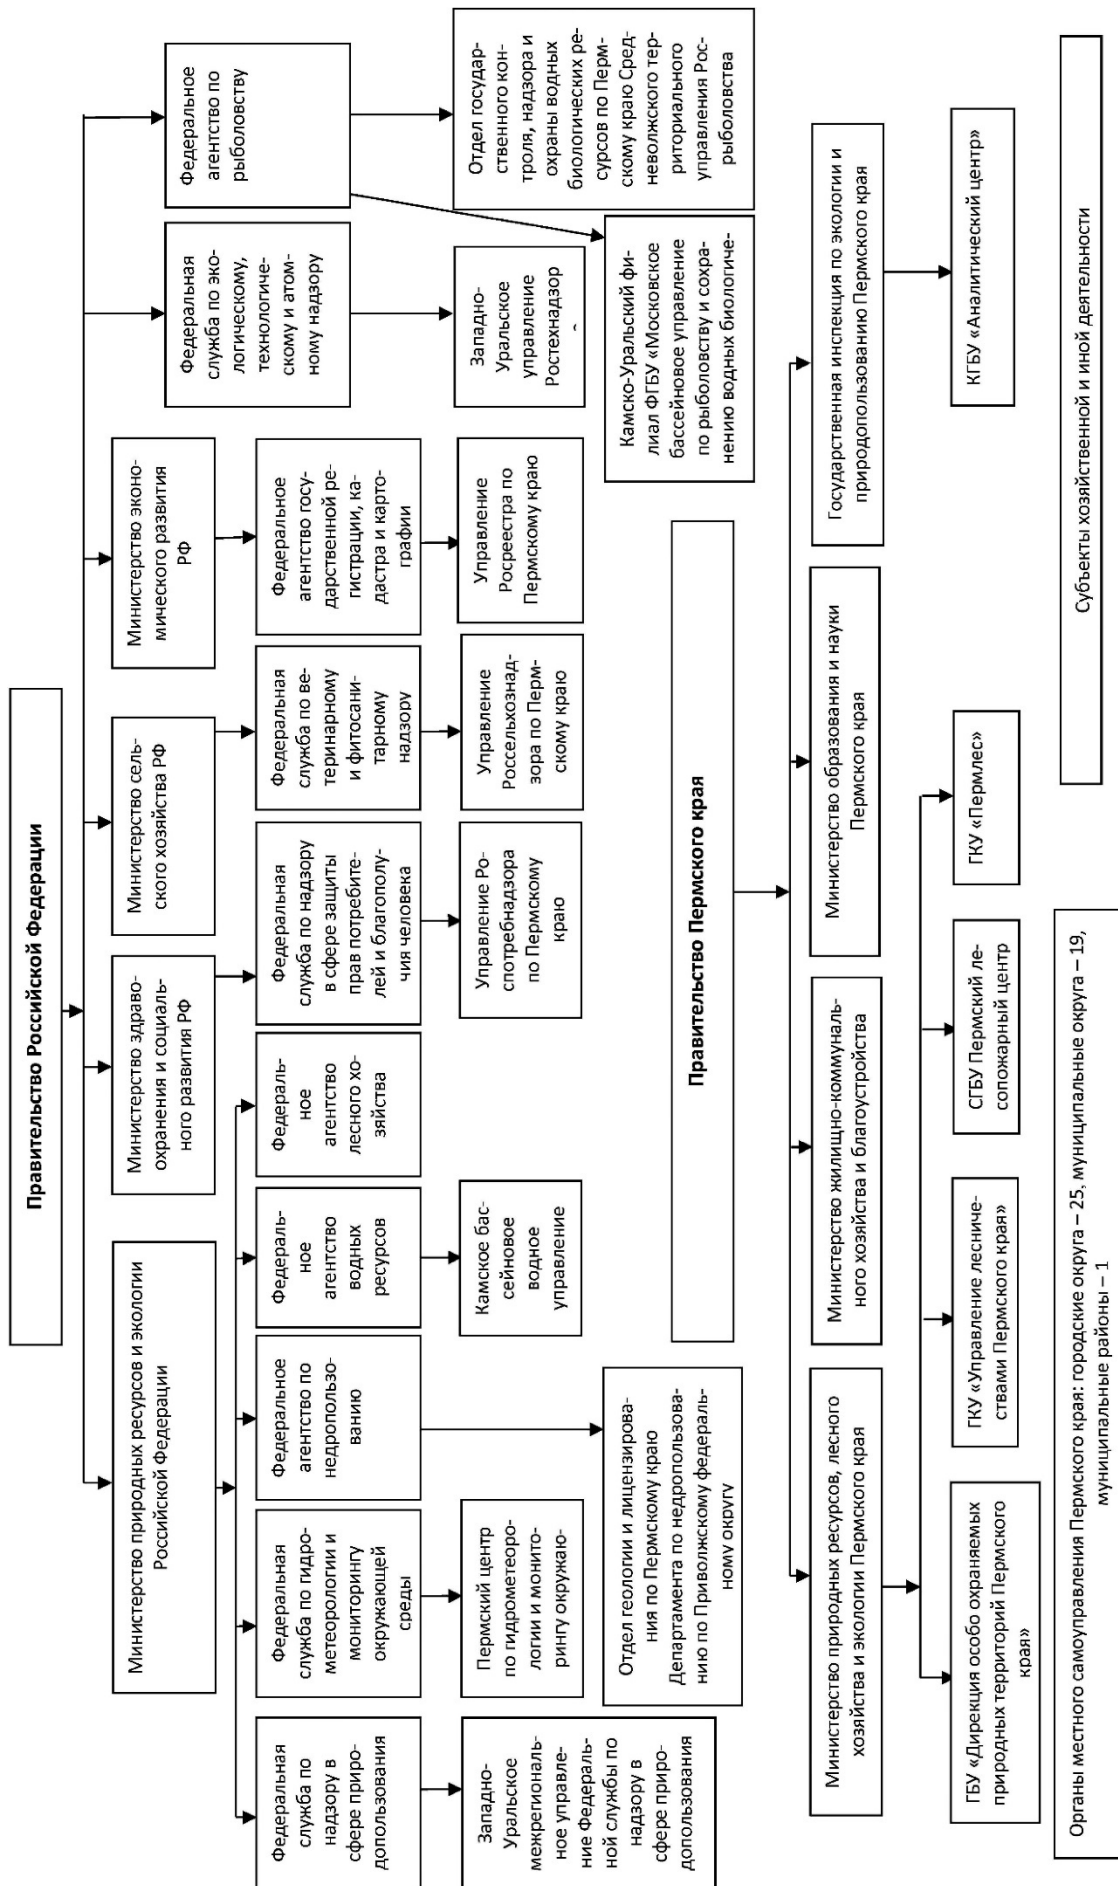 Правительство Российской Федерации
Министерство природных ресурсов и экологии
Российской Федерации
Министерство здраво-
охранения и социаль-
ного развития РФ
Министерство сель-
ского хозяйства РФ
Министерство эконо-
мического развития
РФ
Федеральная
служба по эко-
логическому,
технологиче-
скому и атом-
ному надзору
Федеральное
агентство по
рыболовству
Федеральная
служба по
надзору в
сфере приро-
допользования
Федеральная
служба по гидро-
метеорологии и
мониторингу
окружающей
среды
Федеральное
агентство по
недропользо-
ванию
Федераль-
ное
агентство
водных
ресурсов
Федераль-
ное
агентство
лесного хо-
зяйства
Федеральная
служба по надзору
в сфере защиты
прав потребите-
лей и благополу-
чия человека
Федеральная
служба по ве-
теринарному
и фитосани-
тарному
надзору
Федеральное
агентство госу-
дарственной ре-
гистрации, ка-
дастра и карто-
графии
Западно-
Уральское
межрегиональ-
ное управле-
ние Федераль-
ной службы по
надзору в
сфере приро-
допользования
Пермский центр
по гидрометеоро-
логии и монито-
рингу окружаю-
Камское бас-
сейновое
водное
управление
Управление Ро-
спотребнадзора
по Пермскому
краю
Управление
Россельхознад-
зора по Перм-
скому краю
Управление
Росреестра по
Пермскому краю
Западно-
Уральское
управление
Ростехнадзор
Отдел государ-
ственного кон-
троля, надзора и
охраны водных
биологических ре-
сурсов по Перм-
скому краю Сред-
неволжского тер-
риториального
управления Рос-
рыболовства
Отдел геологии и лицензирова-
ния по Пермскому краю
Департамента по недропользова-
нию по Приволжскому федераль-
ному округу
Камско-Уральский фи-
лиал ФГБУ «Московское
бассейновое управление
по рыболовству и сохра-
нению водных биологиче-
Правительство Пермского края
Министерство природных ресурсов, лесного
хозяйства и экологии Пермского края
Министерство жилищно-коммуналь-
ного хозяйства и благоустройства
Министерство образования и науки
Пермского края
Государственная инспекция по экологии и
природопользованию Пермского края
ГБУ «Дирекция особо охраняемых
природных территорий Пермского
края»
ГКУ «Управление лесниче-
ствами Пермского края»
СГБУ Пермский ле-
сопожарный центр
ГКУ «Пермлес»
КГБУ «Аналитический центр»
Органы местного самоуправления Пермского края: городские округа – 25, муниципальные округа – 19,
муниципальные районы – 1
Субъекты хозяйственной и иной деятельности